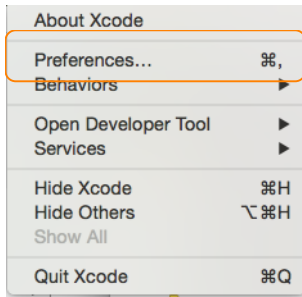 About Xcode
Preferences... ⌘,
Behaviors ▶
Open Developer Tool ▶
Services ▶
Hide Xcode ⌘H
Hide Others ⌥⌘H
Show All
Quit Xcode ⌘Q